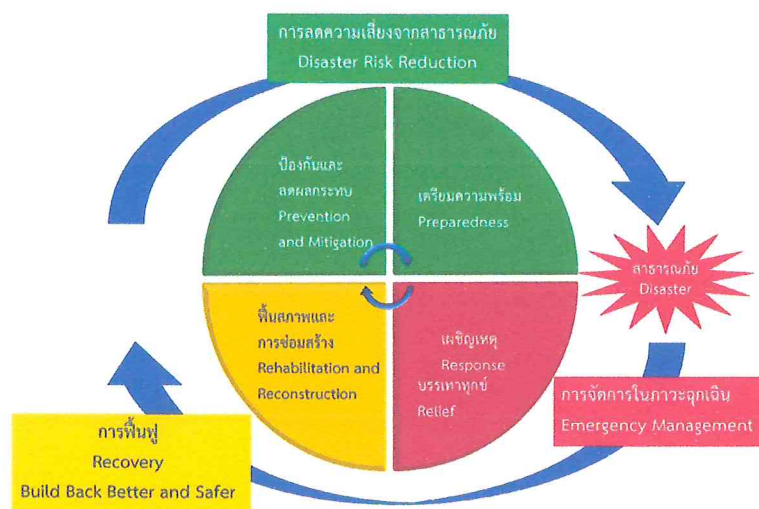 การลดความเสี่ยงจากสาธารณภัย
Disaster Risk Reduction
ป้องกันและ
ลดผลกระทบ
Prevention
and Mitigation
เตรียมความพร้อม
Preparedness
สาธารณภัย
Disaster
ฟื้นสภาพและ
การซ่อมสร้าง
Rehabilitation and
Reconstruction
เผชิญเหตุ
Response
บรรเทาทุกข์
Relief
การจัดการในภาวะฉุกเฉิน
Emergency Management
การฟื้นฟู
Recovery
Build Back Better and Safer